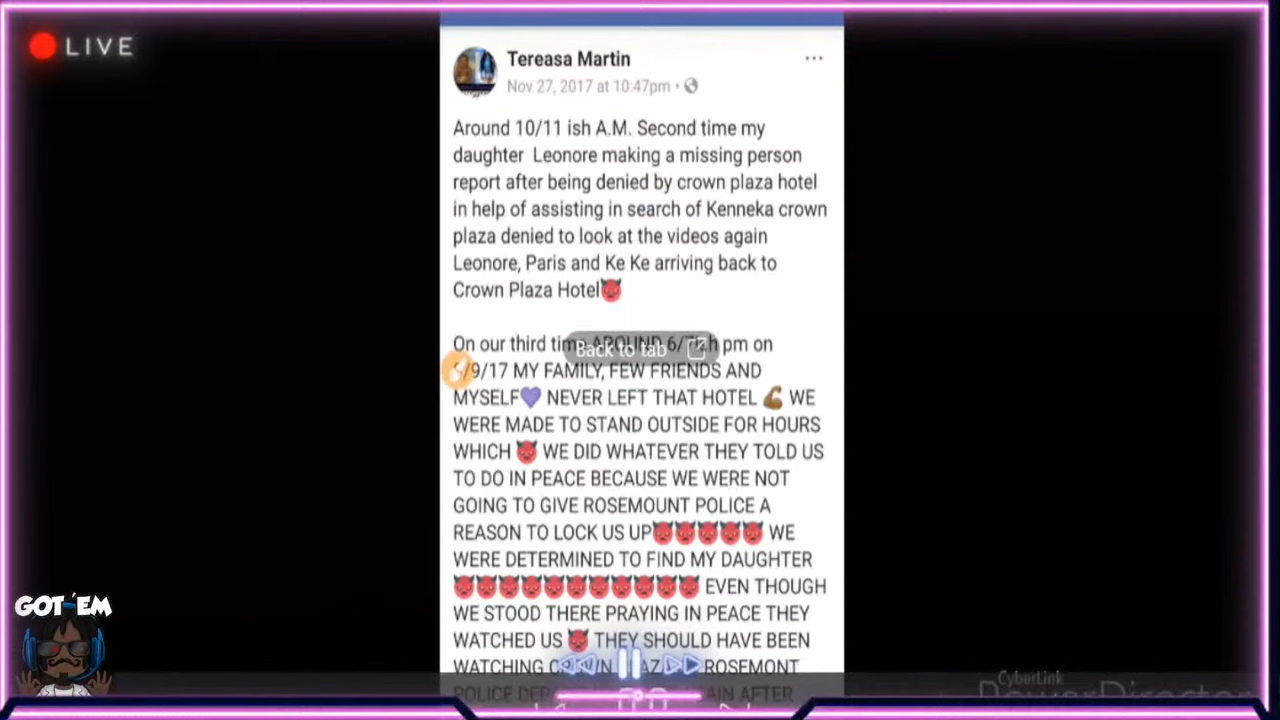 LIVE
Tereasa Martin
Nov 27, 2017 at 10:47pm
Around 10/11 ish A.M. Second time my
daughter Leonore making a missing person
report after being denied by crown plaza hotel
in help of assisting in search of Kenneka crown
plaza denied to look at the videos again
Leonore, Paris and Ke Ke arriving back to
Crown Plaza Hotel👿
On our third time AROUND pm on
Back to tab
/9/17 MY FAMILY, FEW FRIENDS AND
MYSELF💜 NEVER LEFT THAT HOTEL 💪🏾 WE
WERE MADE TO STAND OUTSIDE FOR HOURS
WHICH 👿 WE DID WHATEVER THEY TOLD US
TO DO IN PEACE BECAUSE WE WERE NOT
GOING TO GIVE ROSEMOUNT POLICE A
REASON TO LOCK US UP👿👿👿👿👿 WE
WERE DETERMINED TO FIND MY DAUGHTER
👿👿👿👿👿👿👿👿👿👿👿 EVEN THOUGH
WE STOOD THERE PRAYING IN PEACE THEY
WATCHED US 👿 THEY SHOULD HAVE BEEN
WATCHING ROSEMONT
POLICE AFTER
GOT 'EM
CyberLink
PowerDirector